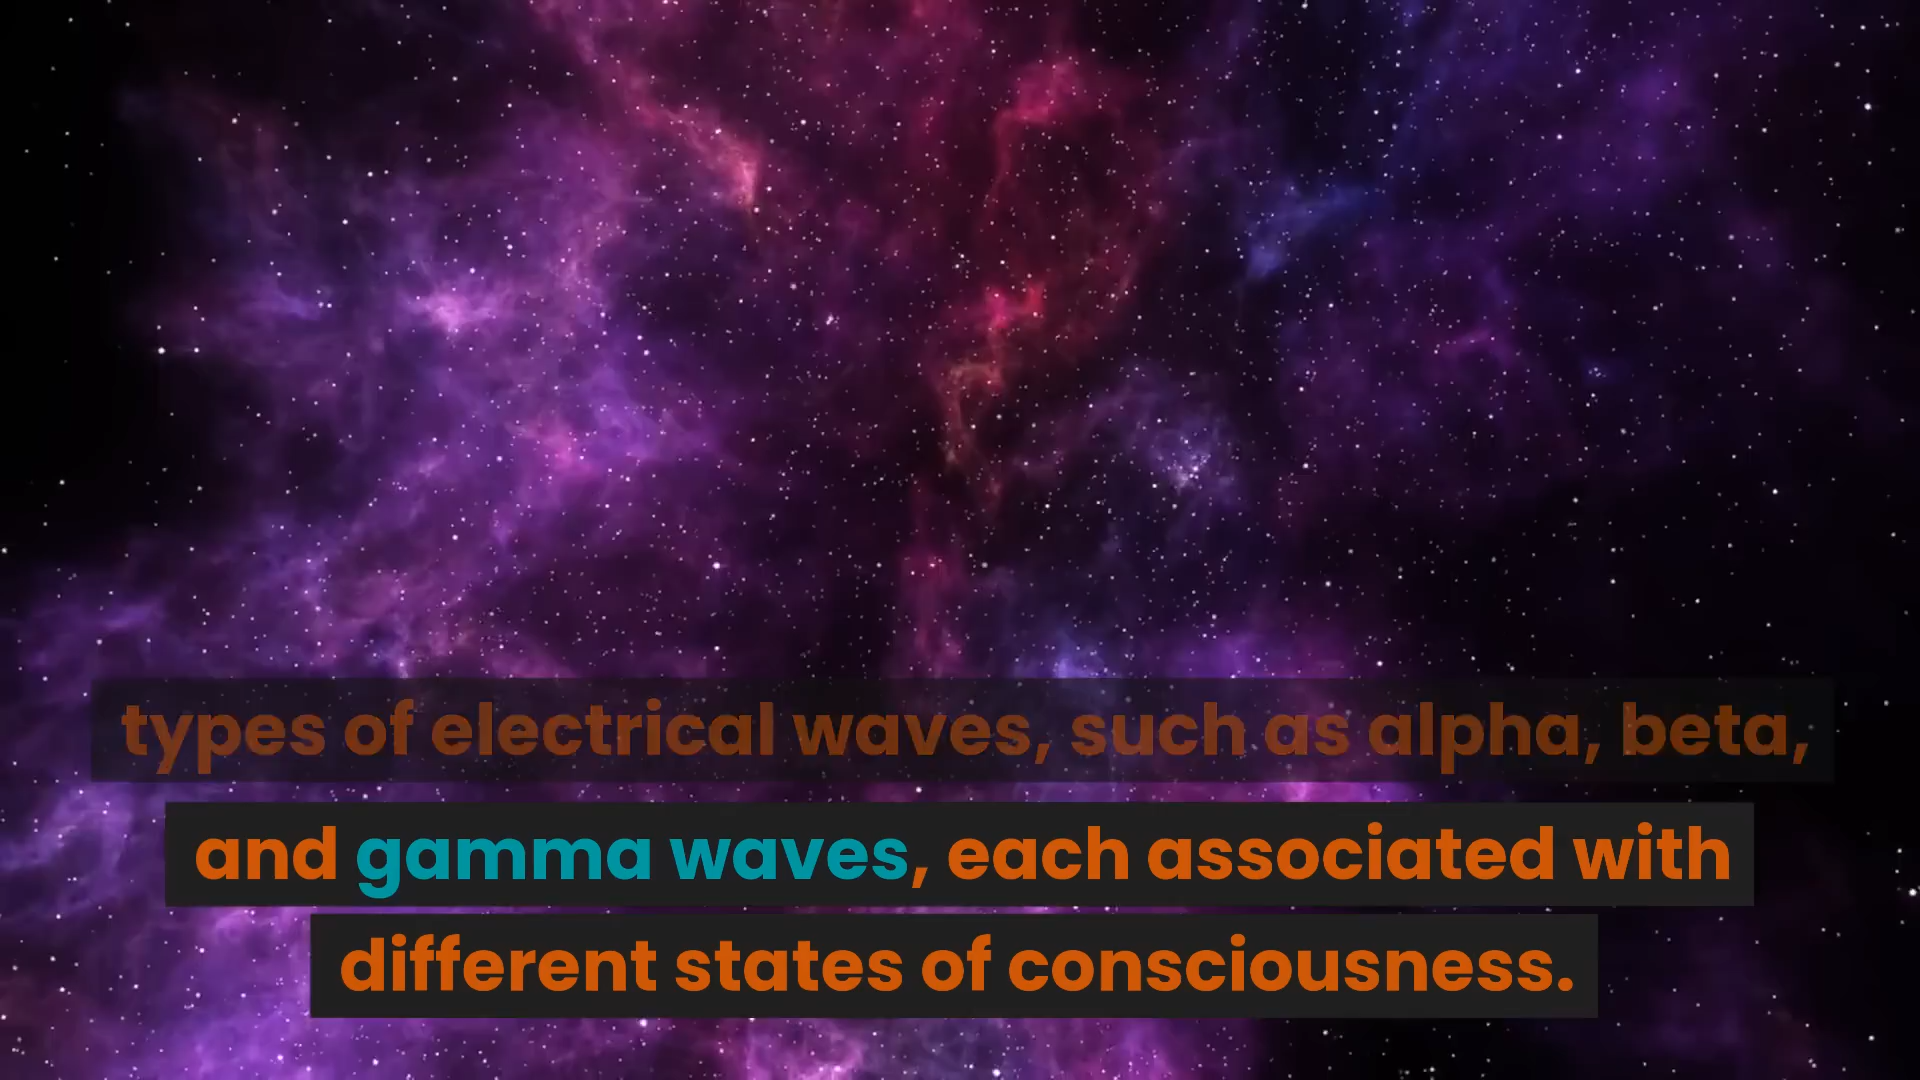 types of electrical waves, such as alpha, beta,
and gamma waves, each associated with
different states of consciousness.